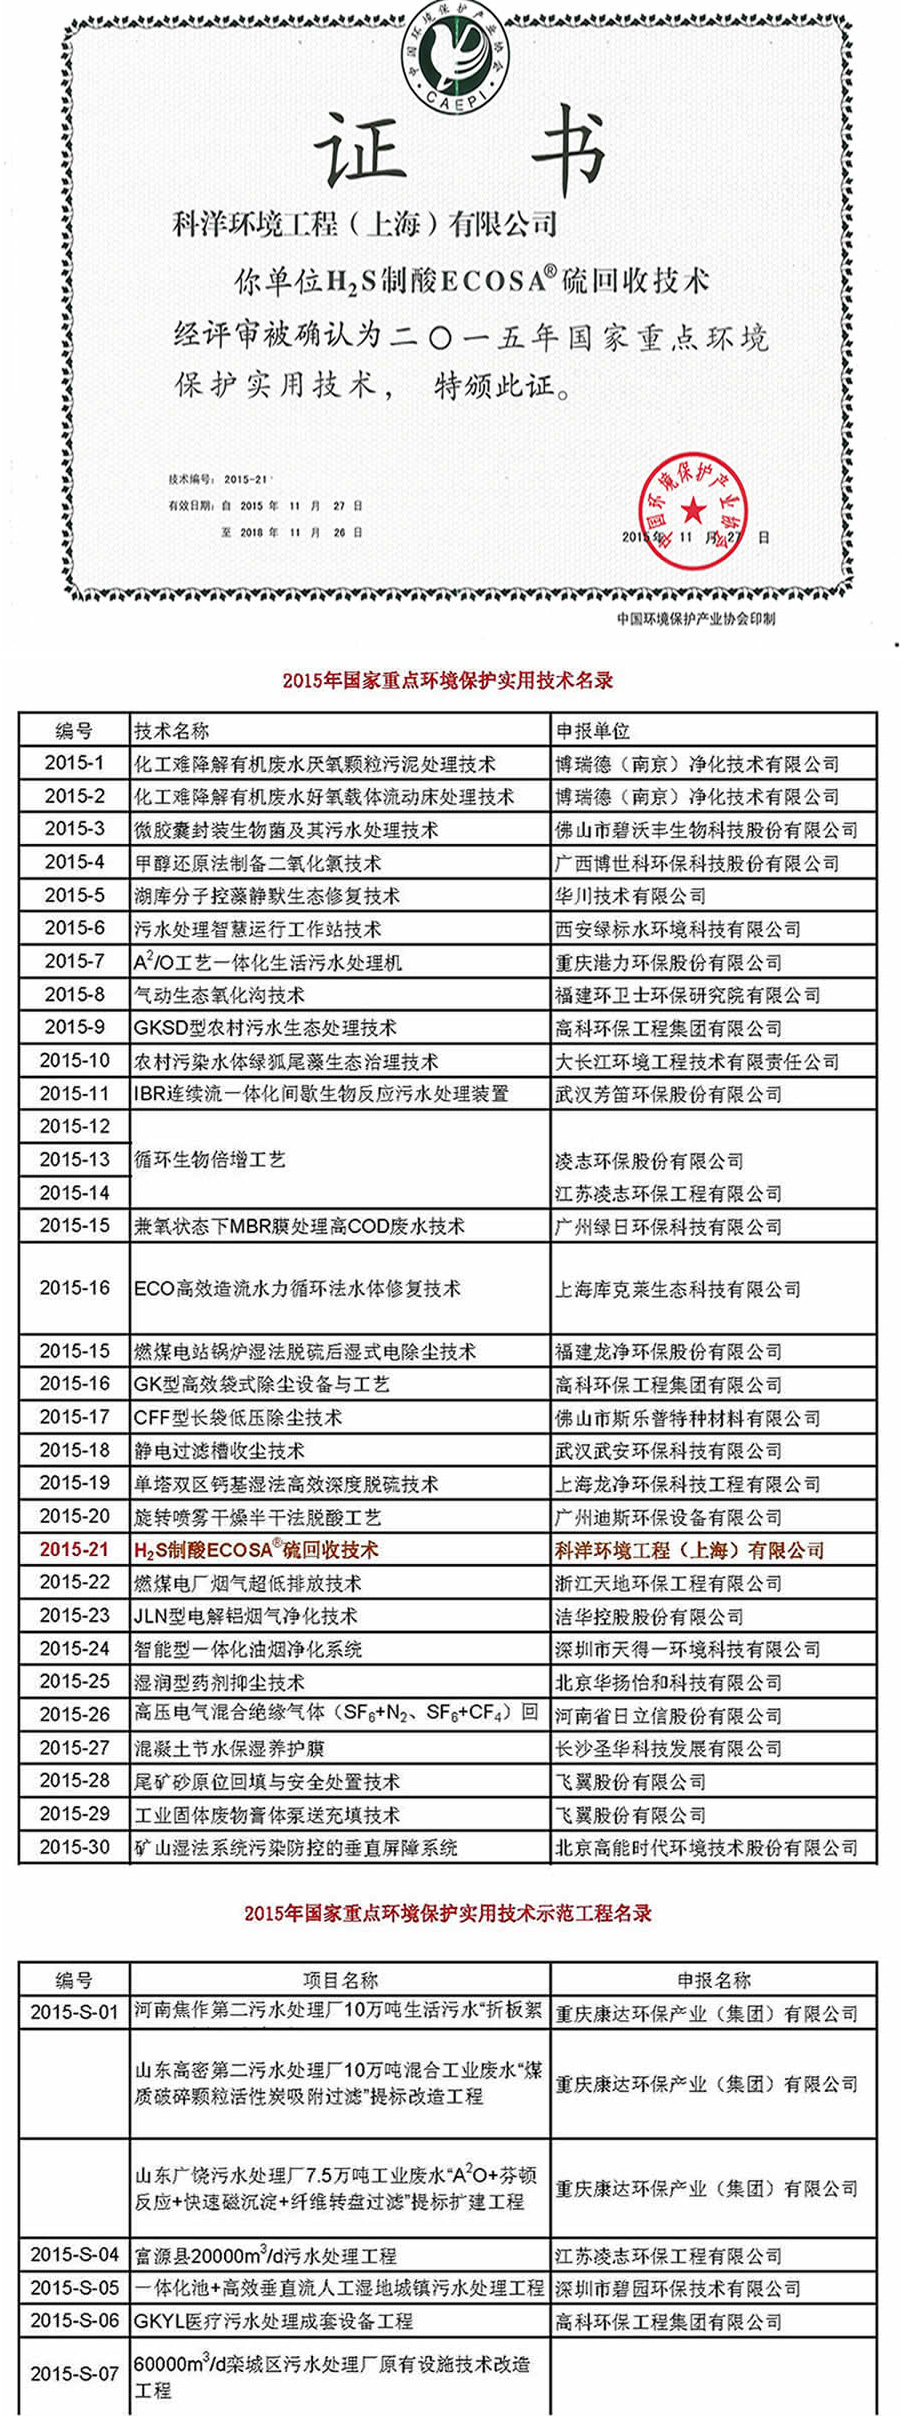 中国环境保护产业协会
CAEPI
证 书
科洋环境工程（上海）有限公司
你单位H₂S制酸ECOSA®硫回收技术
经评审被确认为二〇一五年国家重点环境
保护实用技术， 特颁此证。
技术编号： 2015-21
有效日期：自 2015 年 11 月 27 日
至 2018 年 11 月 26 日
中国环境保护产业协会
2015年 11 月 27 日
中国环境保护产业协会印制
2015年国家重点环境保护实用技术名录
编号 技术名称 申报单位
2015-1 化工难降解有机废水厌氧颗粒污泥处理技术 博瑞德（南京）净化技术有限公司
2015-2 化工难降解有机废水好氧载体流动床处理技术 博瑞德（南京）净化技术有限公司
2015-3 微胶囊封装生物菌及其污水处理技术 佛山市碧沃丰生物科技股份有限公司
2015-4 甲醇还原法制备二氧化氯技术 广西博世科环保科技股份有限公司
2015-5 湖库分子控藻静默生态修复技术 华川技术有限公司
2015-6 污水处理智慧运行工作站技术 西安绿标水环境科技有限公司
2015-7 A²/O工艺一体化生活污水处理机 重庆港力环保股份有限公司
2015-8 气动生态氧化沟技术 福建环卫士环保研究院有限公司
2015-9 GKSD型农村污水生态处理技术 高科环保工程集团有限公司
2015-10 农村污染水体绿狐尾藻生态治理技术 大长江环境工程技术有限责任公司
2015-11 IBR连续流一体化间歇生物反应污水处理装置 武汉芳笛环保股份有限公司
2015-12
2015-13 循环生物倍增工艺 凌志环保股份有限公司
2015-14 江苏凌志环保工程有限公司
2015-15 兼氧状态下MBR膜处理高COD废水技术 广州绿日环保科技有限公司
2015-16 ECO高效造流水力循环法水体修复技术 上海库克莱生态科技有限公司
2015-15 燃煤电站锅炉湿法脱硫后湿式电除尘技术 福建龙净环保股份有限公司
2015-16 GK型高效袋式除尘设备与工艺 高科环保工程集团有限公司
2015-17 CFF型长袋低压除尘技术 佛山市斯乐普特种材料有限公司
2015-18 静电过滤槽收尘技术 武汉武安环保科技有限公司
2015-19 单塔双区钙基湿法高效深度脱硫技术 上海龙净环保科技工程有限公司
2015-20 旋转喷雾干燥半干法脱酸工艺 广州迪斯环保设备有限公司
2015-21 H₂S制酸ECOSA®硫回收技术 科洋环境工程（上海）有限公司
2015-22 燃煤电厂烟气超低排放技术 浙江天地环保工程有限公司
2015-23 JLN型电解铝烟气净化技术 洁华控股股份有限公司
2015-24 智能型一体化油烟净化系统 深圳市天得一环境科技有限公司
2015-25 湿润型药剂抑尘技术 北京华扬怡和科技有限公司
2015-26 高压电气混合绝缘气体（SF₆+N₂、SF₆+CF₄）回 河南省日立信股份有限公司
2015-27 混凝土节水保湿养护膜 长沙圣华科技发展有限公司
2015-28 尾矿砂原位回填与安全处置技术 飞翼股份有限公司
2015-29 工业固体废物膏体泵送充填技术 飞翼股份有限公司
2015-30 矿山湿法系统污染防控的垂直屏障系统 北京高能时代环境技术股份有限公司
2015年国家重点环境保护实用技术示范工程名录
编号 项目名称 申报名称
2015-S-01 河南焦作第二污水处理厂10万吨生活污水“折板絮 重庆康达环保产业（集团）有限公司
山东高密第二污水处理厂10万吨混合工业废水“煤
质破碎颗粒活性炭吸附过滤”提标改造工程 重庆康达环保产业（集团）有限公司
山东广饶污水处理厂7.5万吨工业废水“A²O+芬顿
反应+快速磁沉淀+纤维转盘过滤”提标扩建工程 重庆康达环保产业（集团）有限公司
2015-S-04 富源县20000m³/d污水处理工程 江苏凌志环保工程有限公司
2015-S-05 一体化池+高效垂直流人工湿地城镇污水处理工程 深圳市碧园环保技术有限公司
2015-S-06 GKYL医疗污水处理成套设备工程 高科环保工程集团有限公司
2015-S-07 60000m³/d栾城区污水处理厂原有设施技术改造
工程